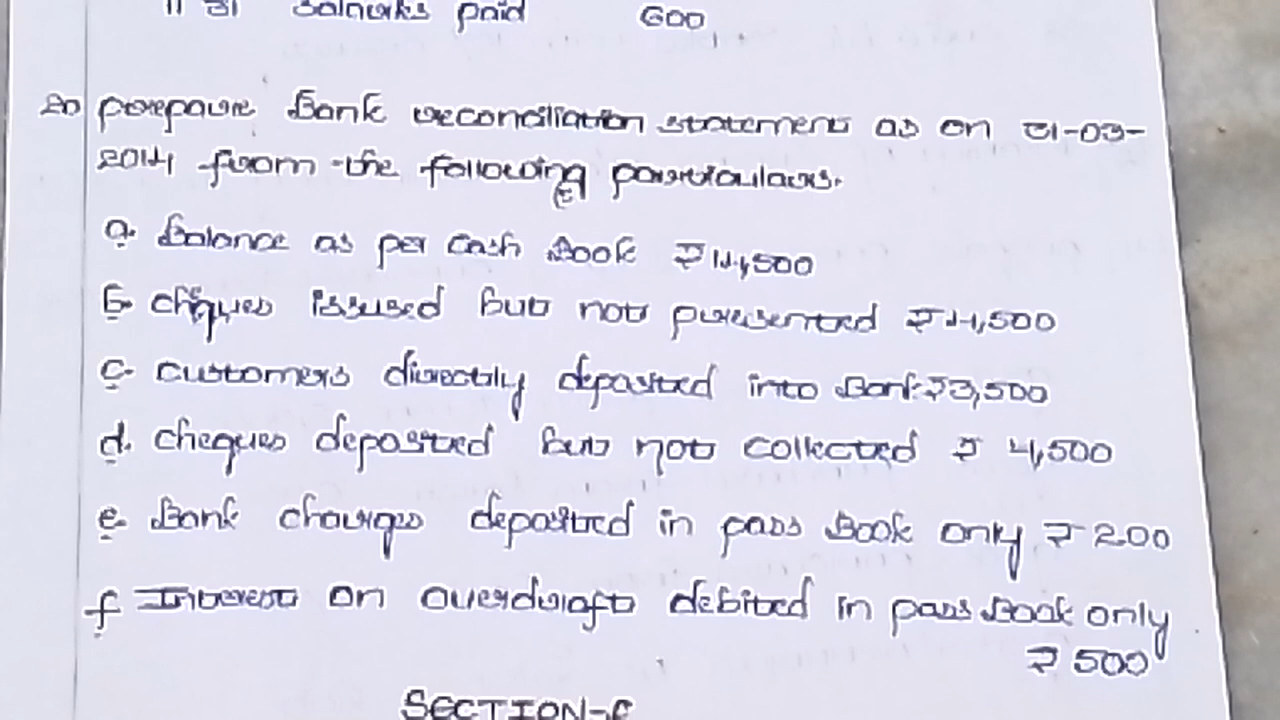 11 31 Salaries paid 600
20 prepare Bank reconciliation statement as on 31-03-
2014 from the following particulars.
a. Balance as per cash Book ₹14,500
b. cheques issued but not presented ₹4,500
c. customers directly deposited into Bank ₹3,500
d. cheques deposited but not collected ₹ 4,500
e. Bank charges deposited in pass Book only ₹200
f. Interest on overdraft debited in pass Book only
₹500
SECTION-C